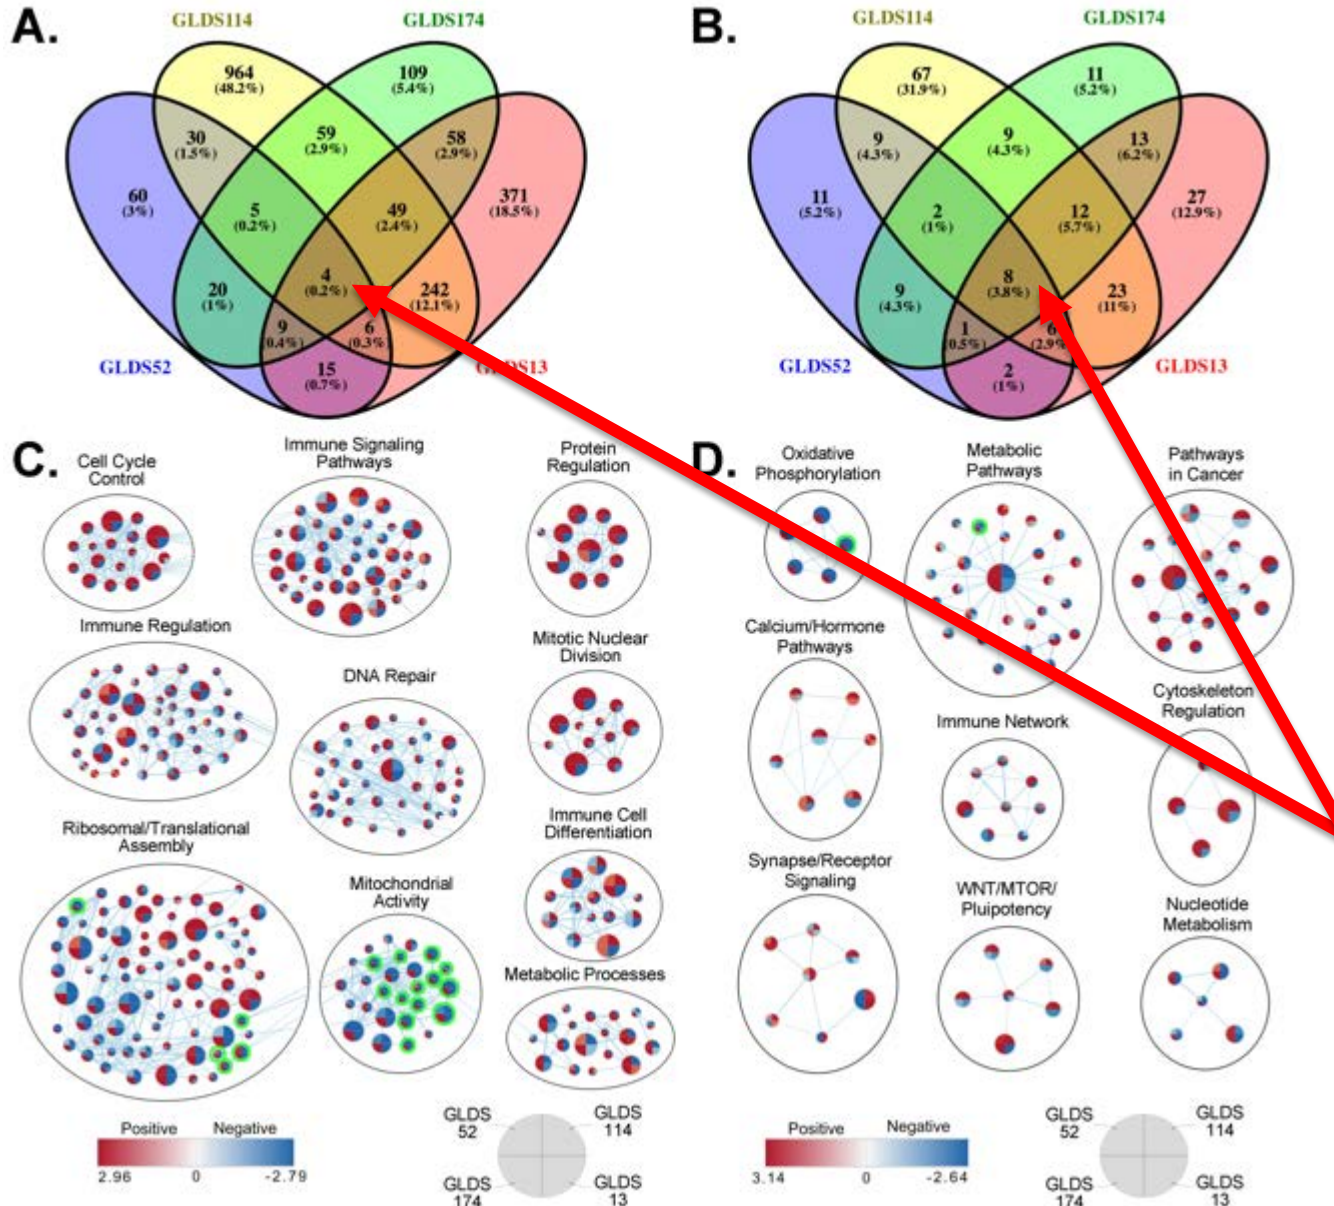 A.
GLDS114
GLDS174
964
(48.2%)
109
(5.4%)
30
(1.5%)
59
(2.9%)
58
(2.9%)
60
(3%)
5
(0.2%)
49
(2.4%)
371
(18.5%)
20
(1%)
4
(0.2%)
242
(12.1%)
9
(0.4%)
6
(0.3%)
15
(0.7%)
GLDS52
GLDS13
B.
GLDS114
GLDS174
67
(31.9%)
11
(5.2%)
9
(4.3%)
9
(4.3%)
13
(6.2%)
11
(5.2%)
2
(1%)
12
(5.7%)
27
(12.9%)
9
(4.3%)
8
(3.8%)
23
(11%)
1
(0.5%)
6
(2.9%)
2
(1%)
GLDS52
GLDS13
C.
Cell Cycle
Control
Immune Signaling
Pathways
Protein
Regulation
Immune Regulation
DNA Repair
Mitotic Nuclear
Division
Ribosomal/Translational
Assembly
Mitochondrial
Activity
Immune Cell
Differentiation
Metabolic Processes
Positive
Negative
2.96
0
-2.79
GLDS
52
GLDS
114
GLDS
174
GLDS
13
D.
Oxidative
Phosphorylation
Metabolic
Pathways
Pathways
in Cancer
Calcium/Hormone
Pathways
Immune Network
Cytoskeleton
Regulation
Synapse/Receptor
Signaling
WNT/MTOR/
Pluipotency
Nucleotide
Metabolism
Positive
Negative
3.14
0
-2.64
GLDS
52
GLDS
114
GLDS
174
GLDS
13